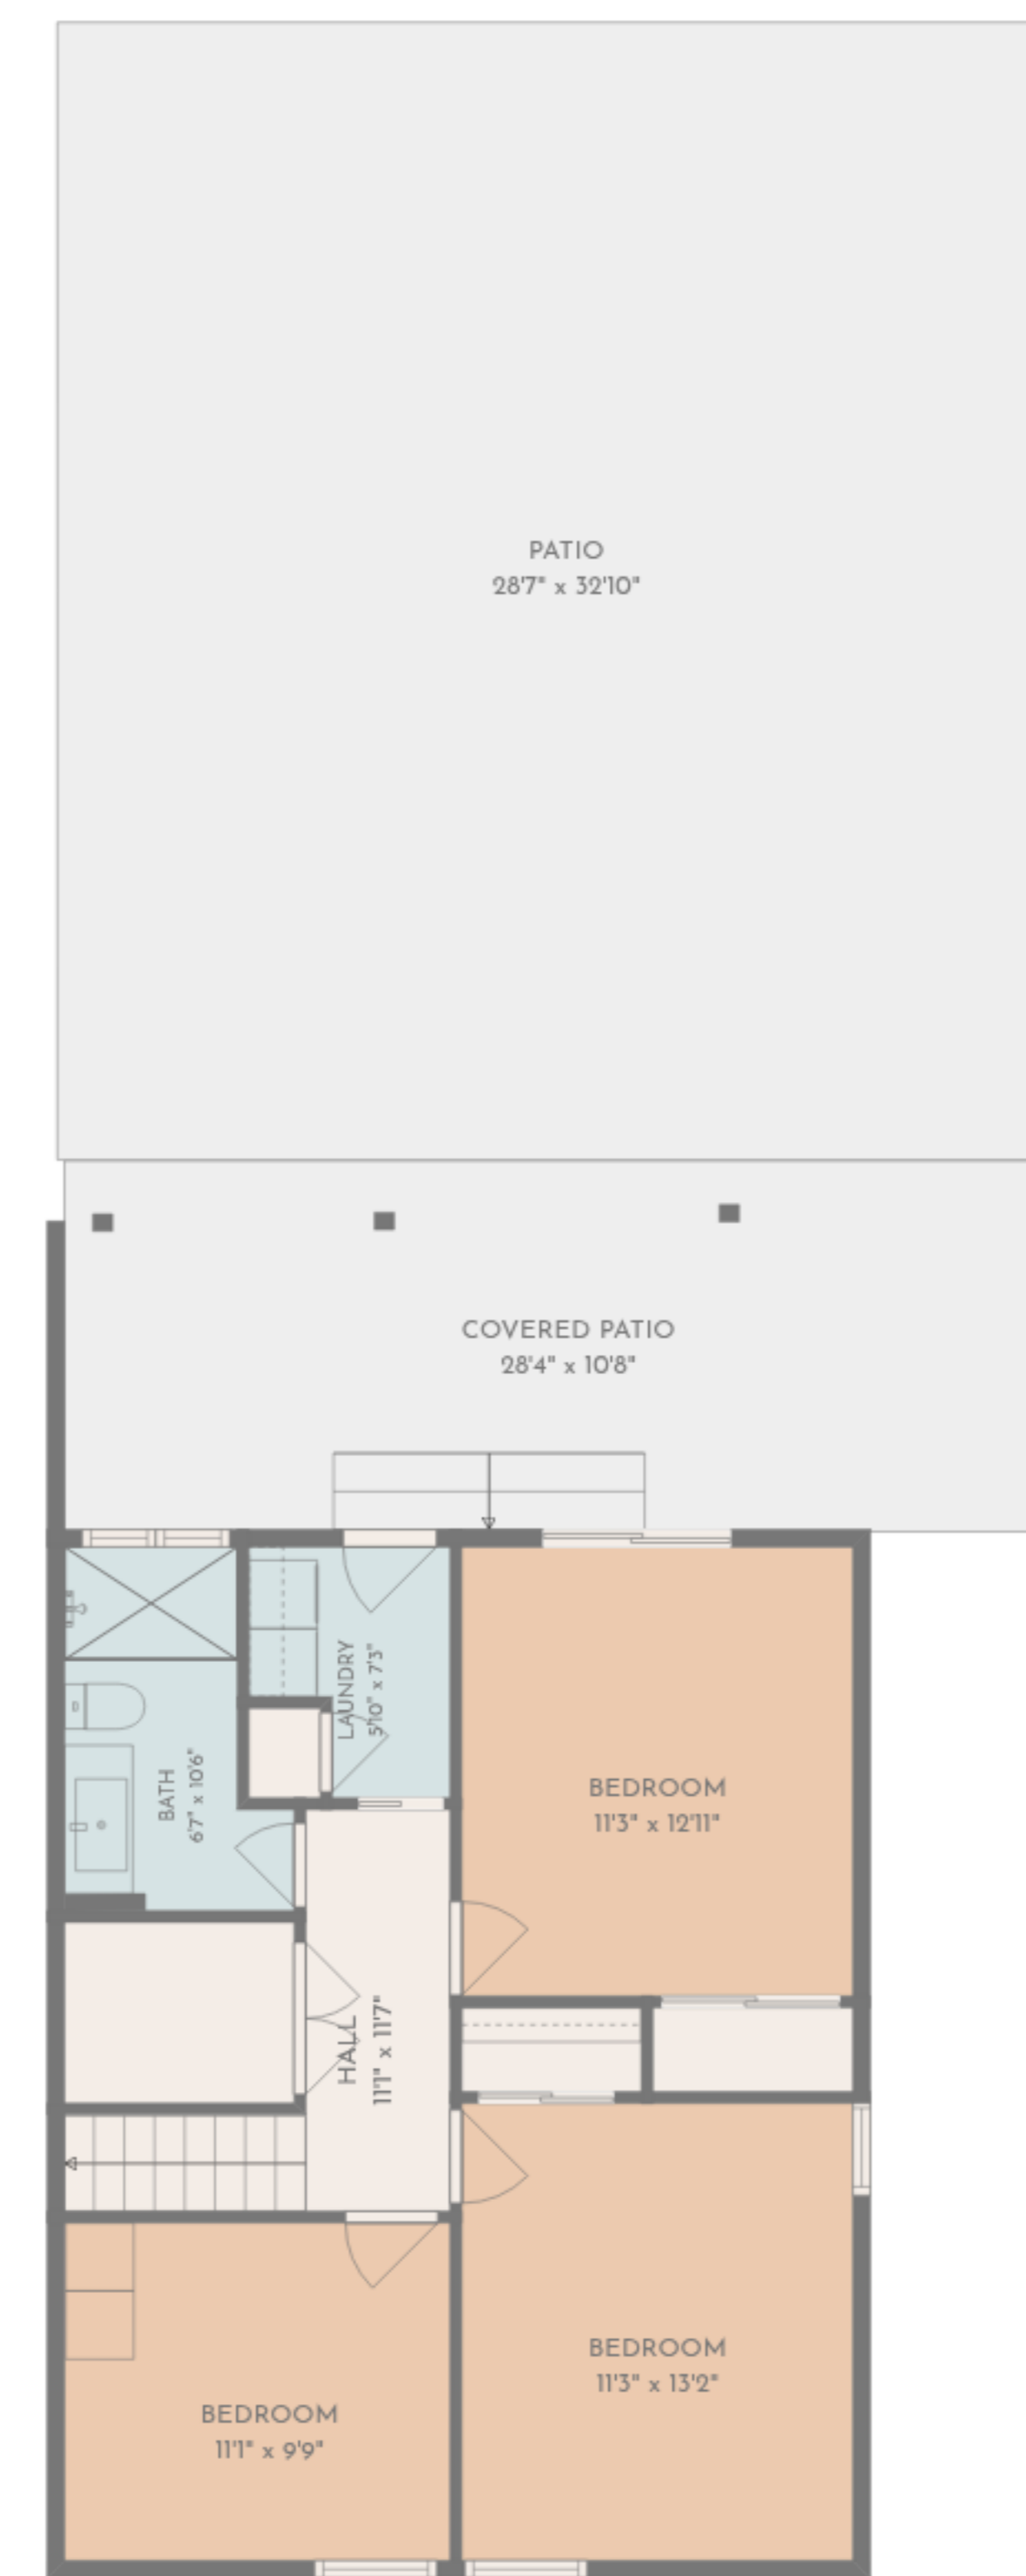 PATIO
28'7" x 32'10"
COVERED PATIO
28'4" x 10'8"
LAUNDRY
5'10" x 7'3"
BATH
6'7" x 10'6"
BEDROOM
11'3" x 12'11"
HALL
11'1" x 11'7"
BEDROOM
11'3" x 13'2"
BEDROOM
11'1" x 9'9"